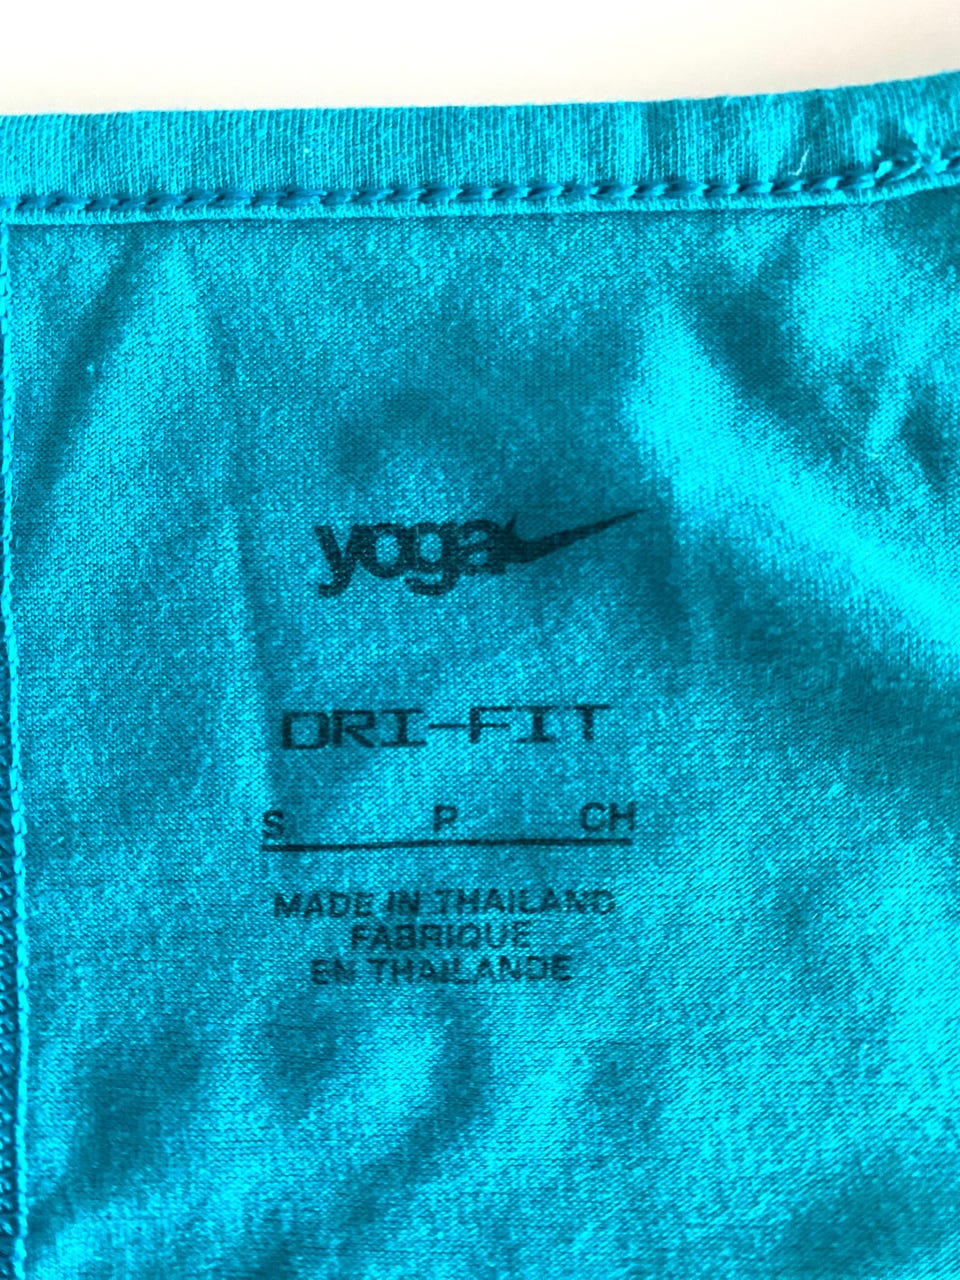 yoga
DRI-FIT
S P CH
MADE IN THAILAND
FABRIQUE
EN THAILANDE